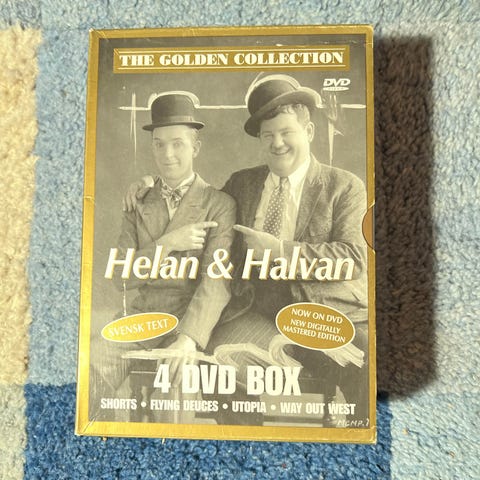 THE GOLDEN COLLECTION
DVD
Helan & Halvan
SVENSK TEXT
NOW ON DVD
NEW DIGITALLY
MASTERED EDITION
4 DVD BOX
SHORTS • FLYING DEUCES • UTOPIA • WAY OUT WEST